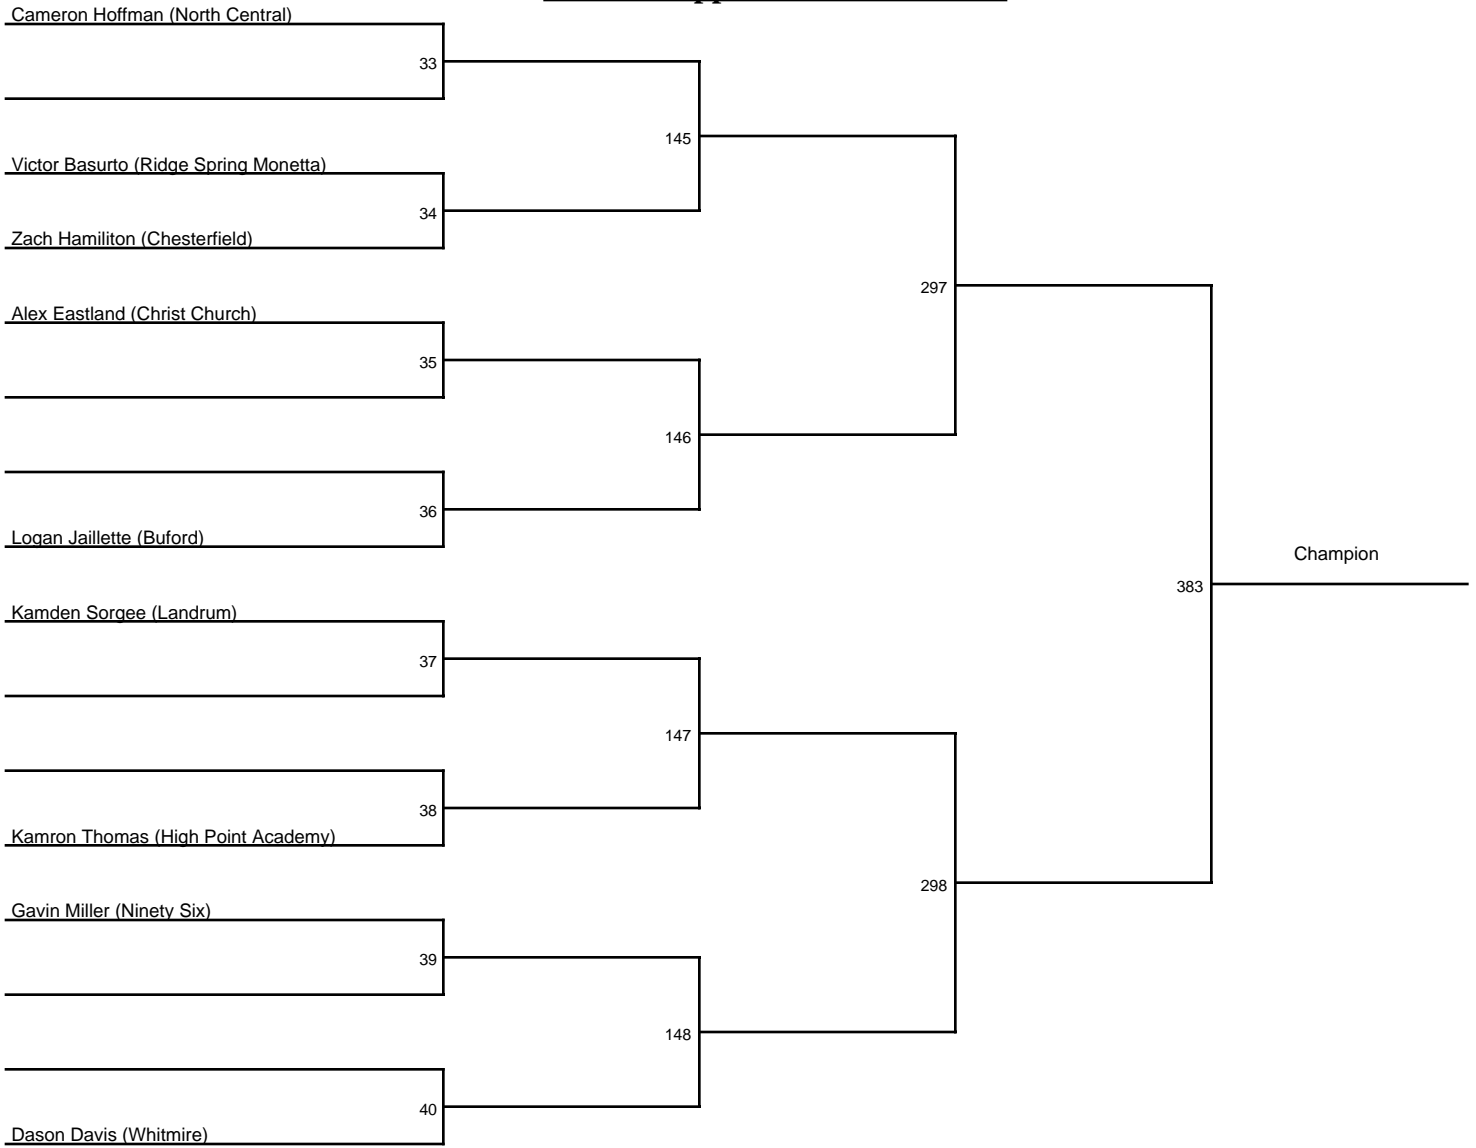 Cameron Hoffman (North Central)
33
145
Victor Basurto (Ridge Spring Monetta)
34
Zach Hamiliton (Chesterfield)
297
Alex Eastland (Christ Church)
35
146
36
Logan Jaillette (Buford)
Champion
383
Kamden Sorgee (Landrum)
37
147
38
Kamron Thomas (High Point Academy)
298
Gavin Miller (Ninety Six)
39
148
40
Dason Davis (Whitmire)